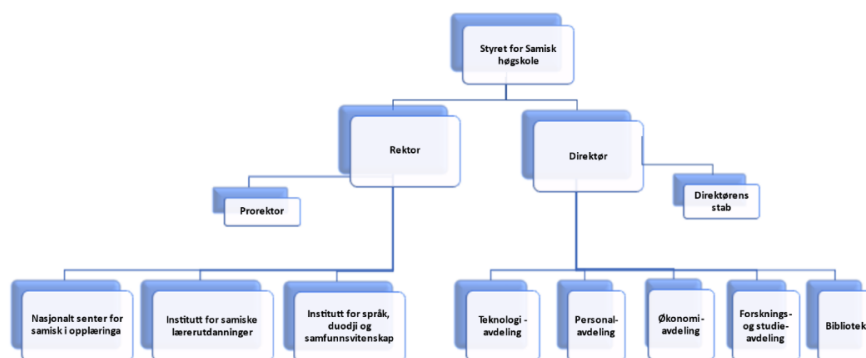 Styret for Samisk
høgskole
Rektor
Direktør
Prorektor
Direktørens
stab
Nasjonalt senter for
samisk i opplæringa
Institutt for samiske
lærerutdanninger
Institutt for språk,
duodji og
samfunnsvitenskap
Teknologi -
avdeling
Personal-
avdeling
Økonomi-
avdeling
Forsknings-
og studie-
avdeling
Bibliotek